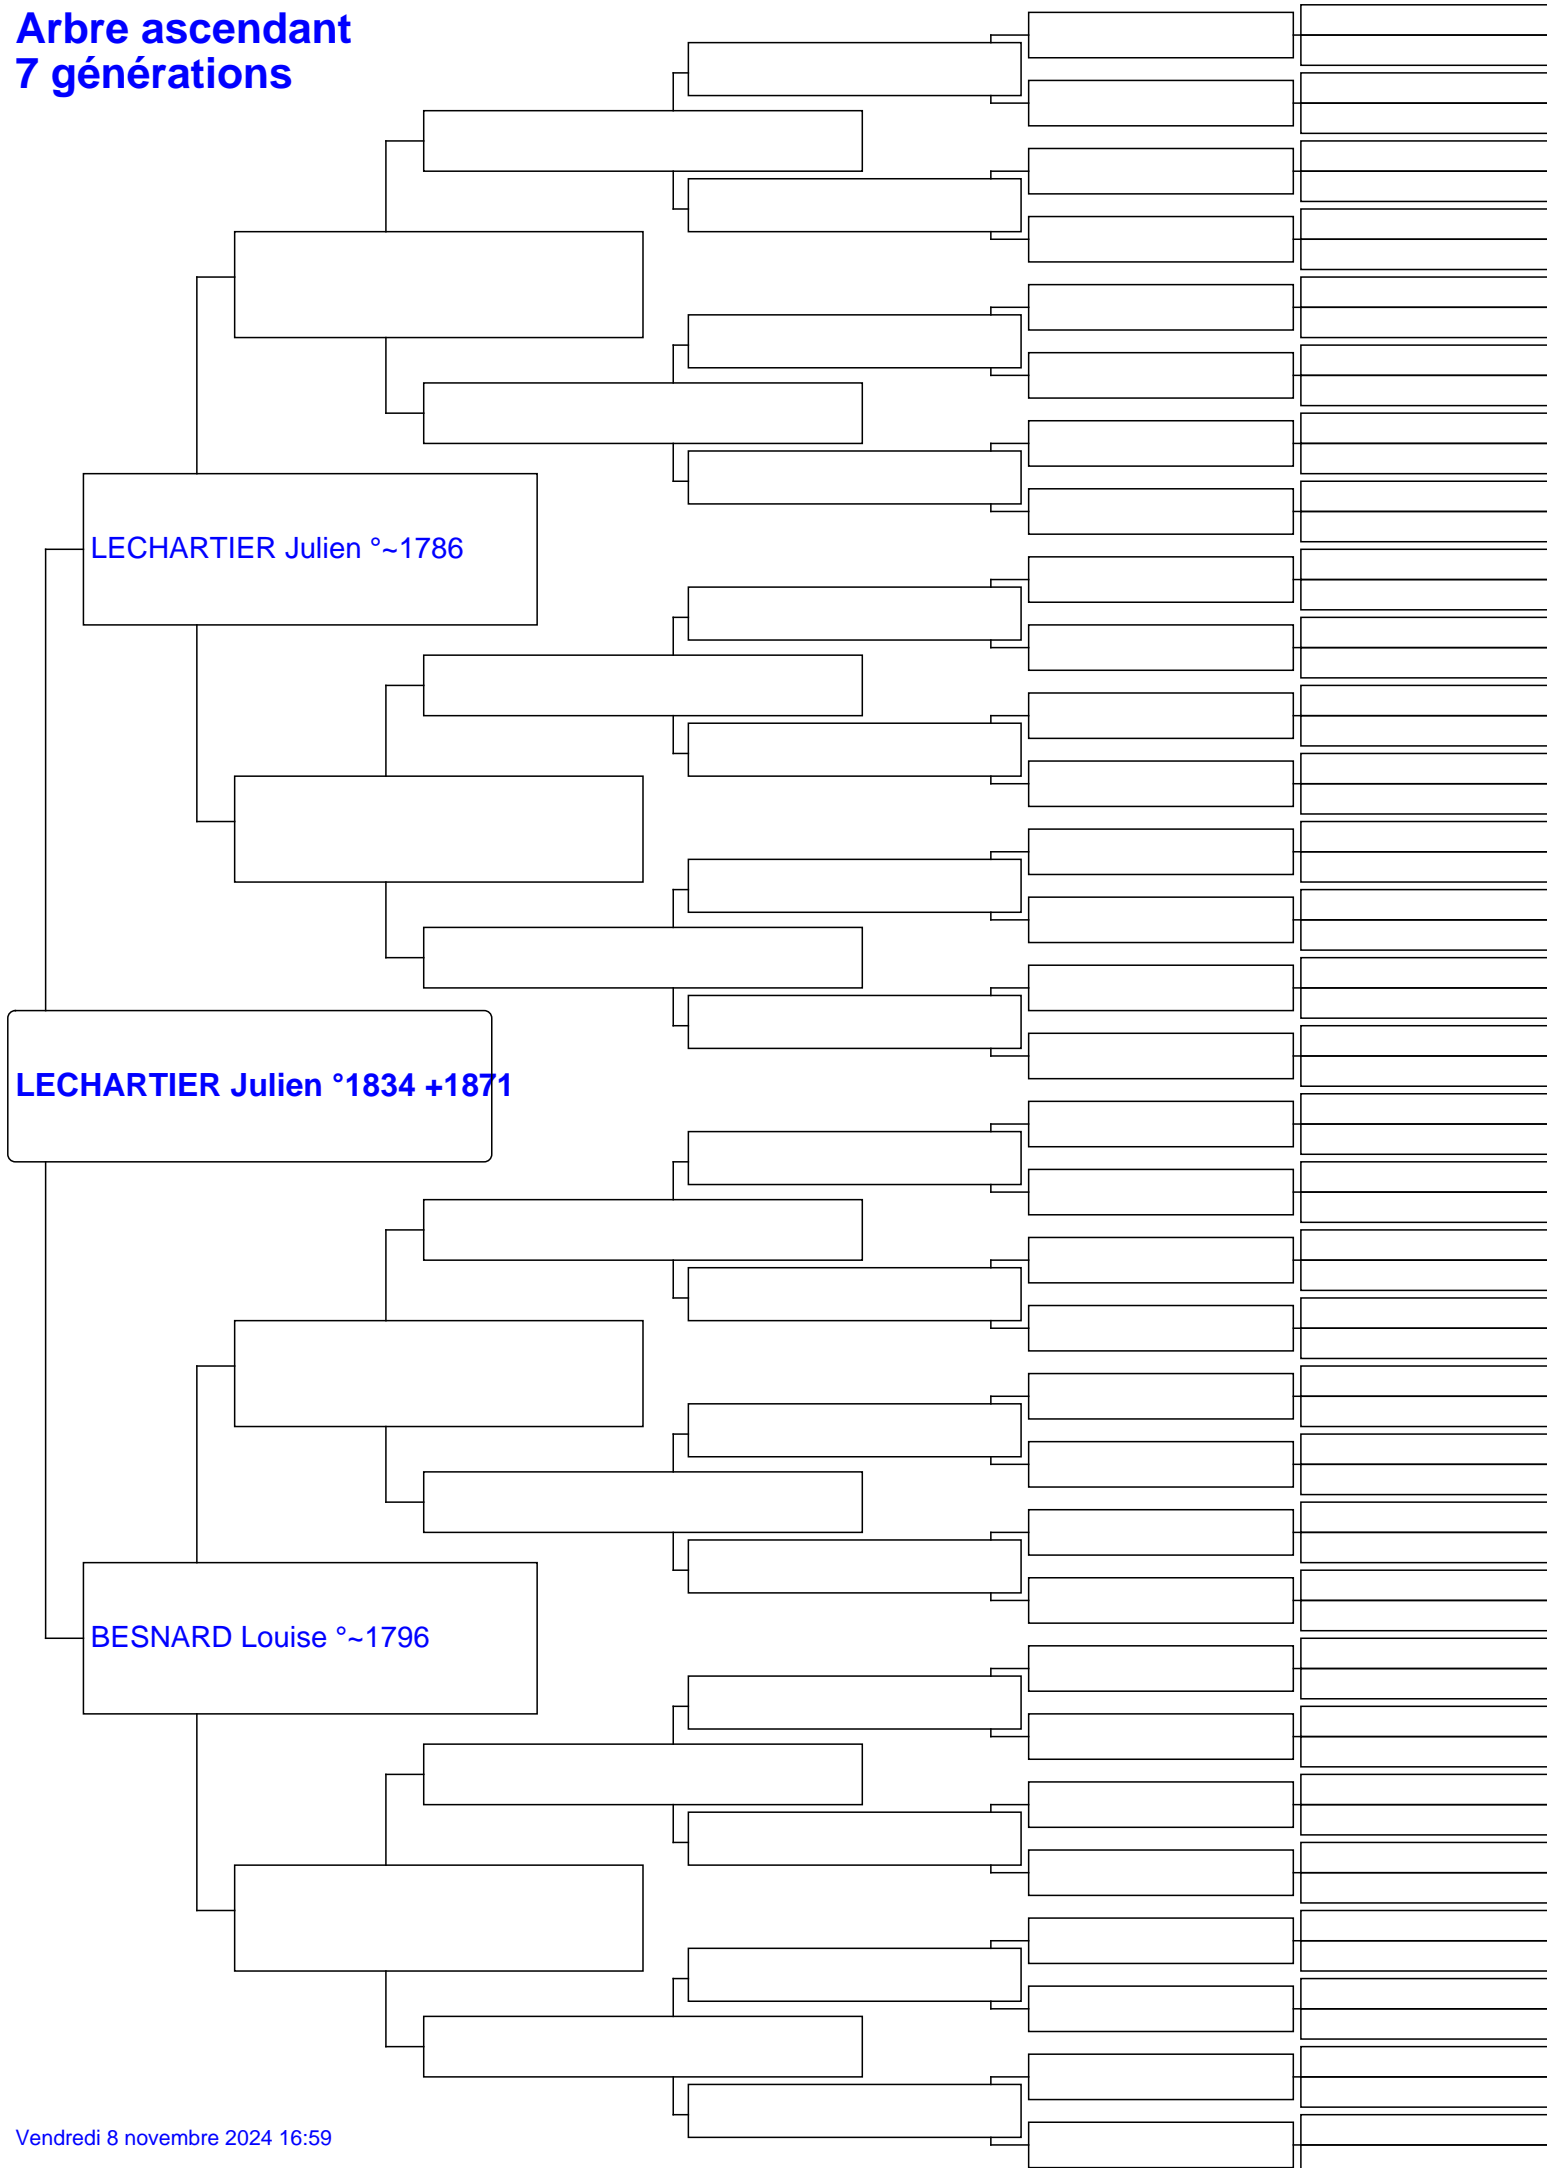 Arbre ascendant
7 générations
LECHARTIER Julien °~1786
LECHARTIER Julien °1834 +1871
BESNARD Louise °~1796
Vendredi 8 novembre 2024 16:59